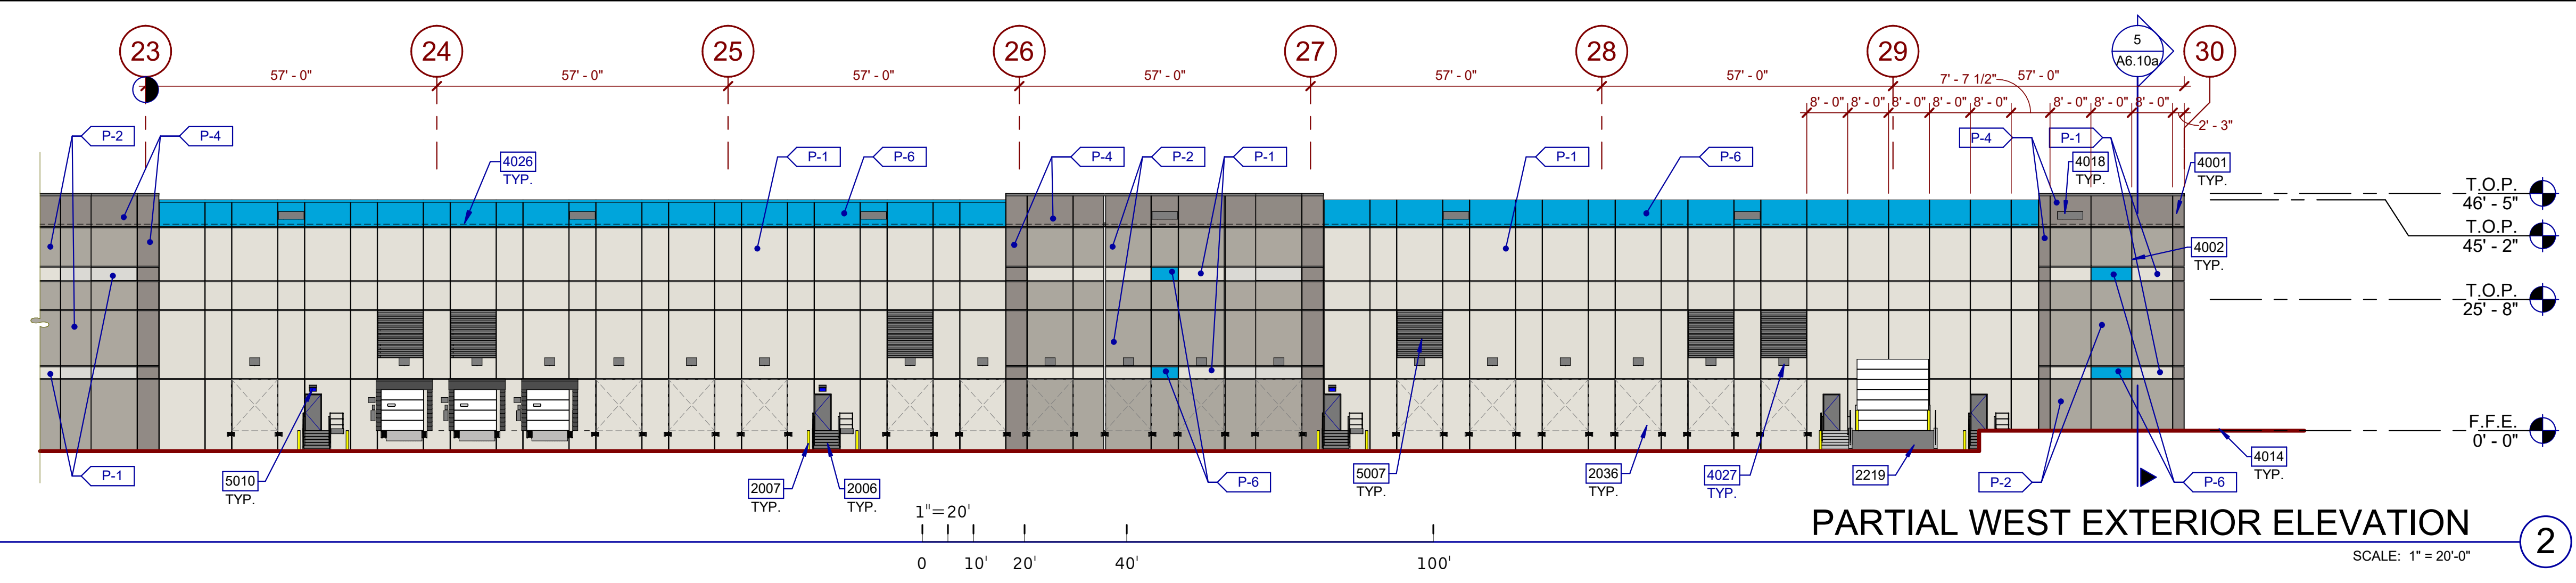 23 24 25 26 27 28 29 30
5
A6.10a
57' - 0" 57' - 0" 57' - 0" 57' - 0" 57' - 0" 57' - 0" 57' - 0"
7' - 7 1/2"
8' - 0" 8' - 0" 8' - 0" 8' - 0" 8' - 0" 8' - 0" 8' - 0" 8' - 0"
2' - 3"
P-2 P-4 P-4 P-1
4026
TYP.
P-1 P-6 P-4 P-2 P-1 P-1 P-6
4018
TYP.
4001
TYP.
T.O.P.
46' - 5"
T.O.P.
45' - 2"
4002
TYP.
T.O.P.
25' - 8"
F.F.E.
0' - 0"
4014
TYP.
P-1
5010
TYP.
2007
TYP.
2006
TYP.
P-6
5007
TYP.
2036
TYP.
4027
TYP.
2219
P-2
P-6
1"=20'
0 10' 20' 40' 100'
PARTIAL WEST EXTERIOR ELEVATION
2
SCALE: 1" = 20'-0"